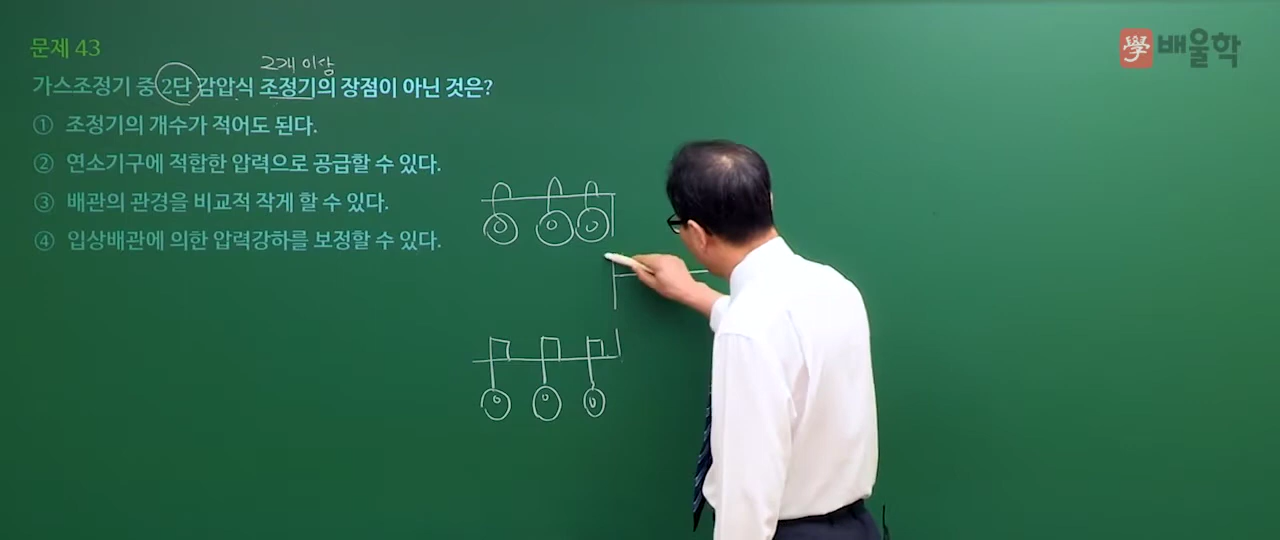 學 배울학
문제 43
2개 이상
가스조정기 중 2단 감압식 조정기의 장점이 아닌 것은?
① 조정기의 개수가 적어도 된다.
② 연소기구에 적합한 압력으로 공급할 수 있다.
③ 배관의 관경을 비교적 작게 할 수 있다.
④ 입상배관에 의한 압력강하를 보정할 수 있다.